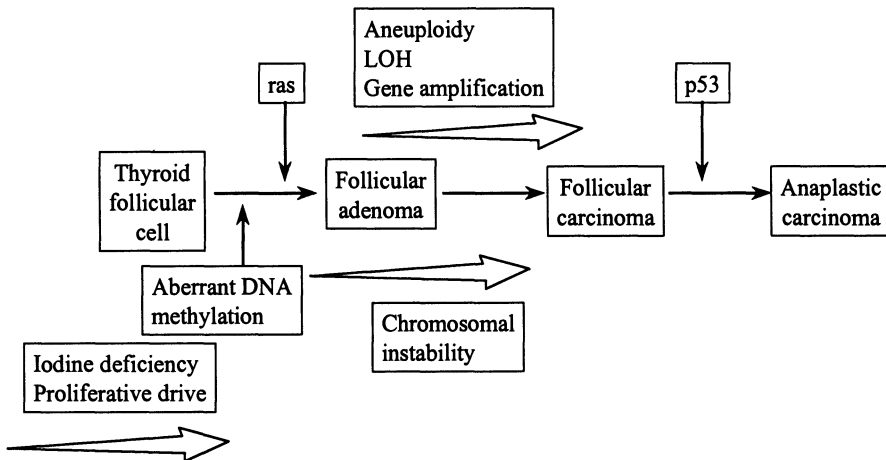 Aneuploidy
LOH
Gene amplification
ras
p53
Thyroid
follicular
cell
Follicular
adenoma
Follicular
carcinoma
Anaplastic
carcinoma
Aberrant DNA
methylation
Chromosomal
instability
Iodine deficiency
Proliferative drive